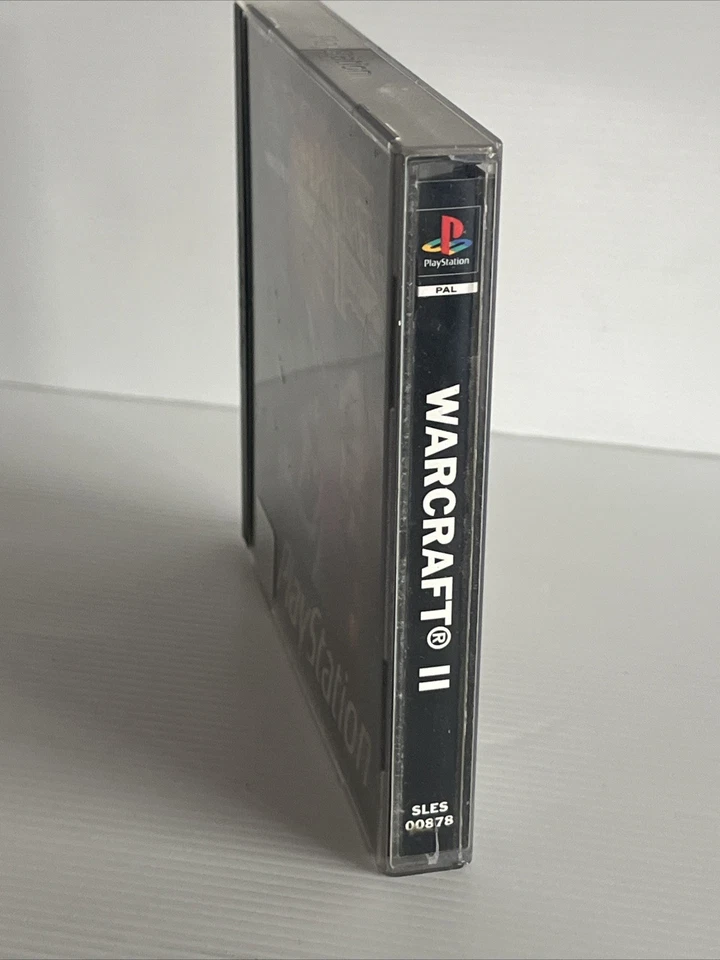 PlayStation
PAL
WARCRAFT® II
SLES
00878
PlayStation